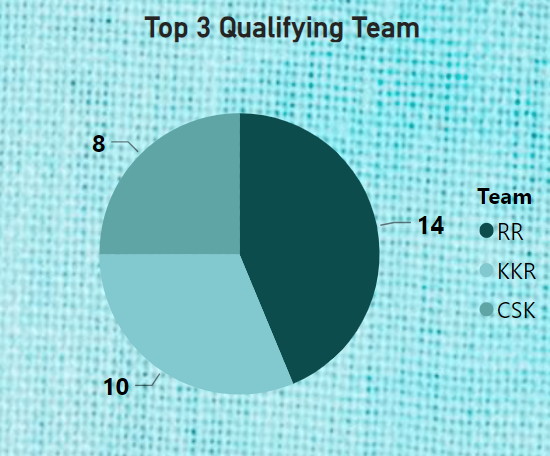 Top 3 Qualifying Team
8
14
10
Team
RR
KKR
CSK